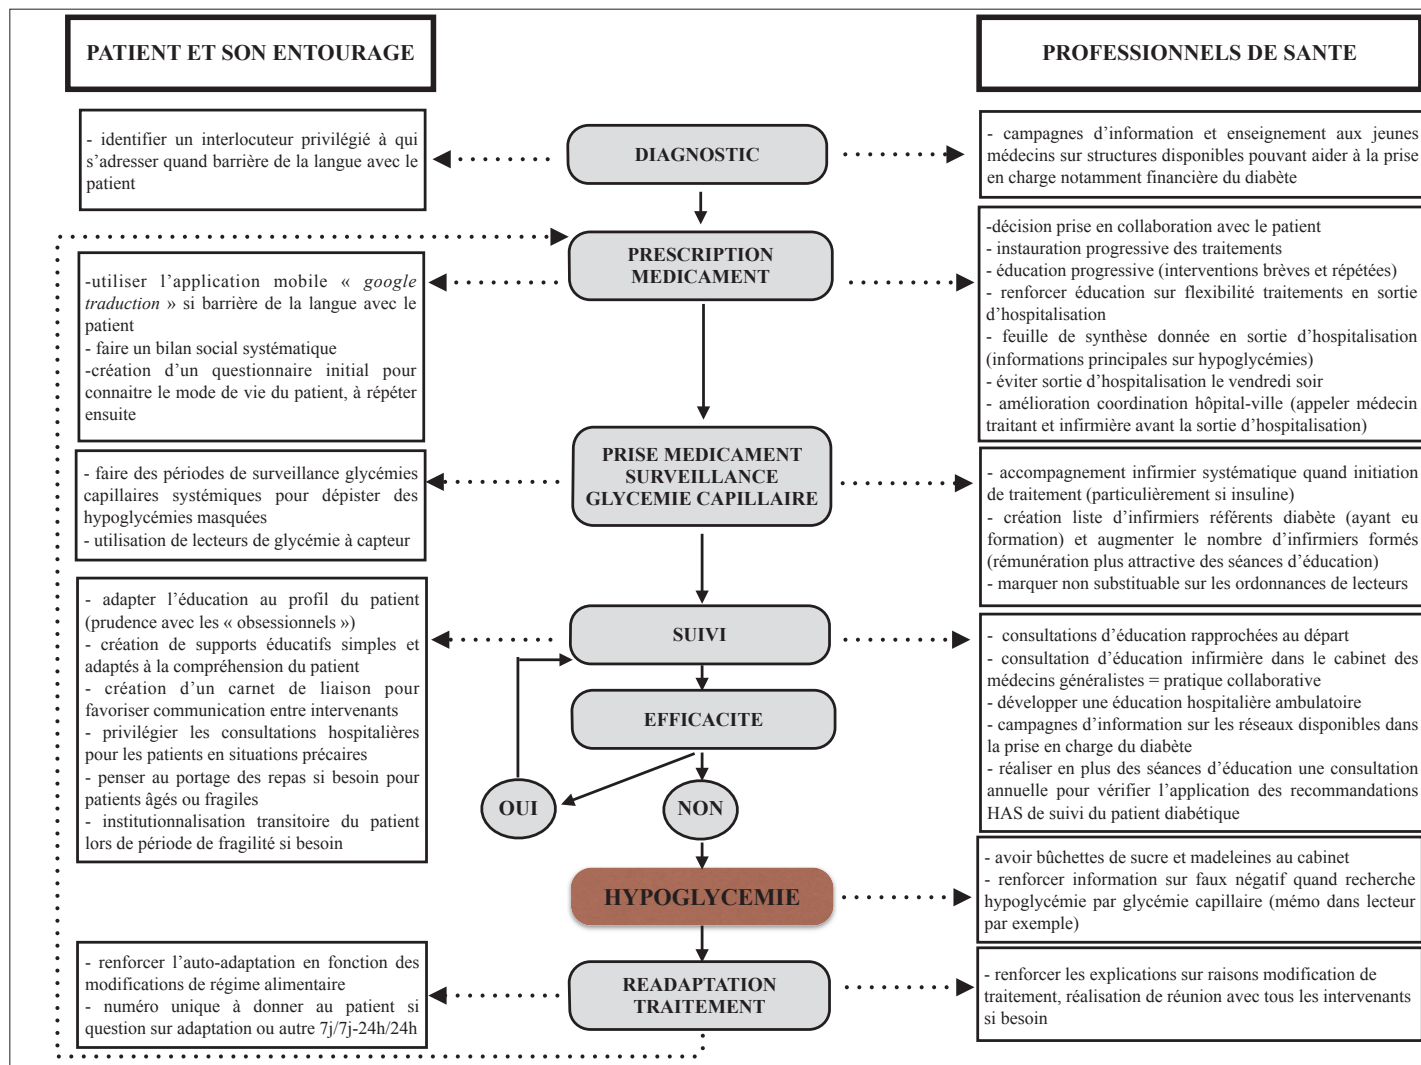 PATIENT ET SON ENTOURAGE
PROFESSIONNELS DE SANTE
- identifier un interlocuteur privilégié à qui
s’adresser quand barrière de la langue avec le
patient
DIAGNOSTIC
- campagnes d’information et enseignement aux jeunes
médecins sur structures disponibles pouvant aider à la prise
en charge notamment financière du diabète
-utiliser l’application mobile « google
traduction » si barrière de la langue avec le
patient
- faire un bilan social systématique
-création d’un questionnaire initial pour
connaitre le mode de vie du patient, à répéter
ensuite
PRESCRIPTION
MEDICAMENT
-décision prise en collaboration avec le patient
- instauration progressive des traitements
- éducation progressive (interventions brèves et répétées)
- renforcer éducation sur flexibilité traitements en sortie
d’hospitalisation
- feuille de synthèse donnée en sortie d’hospitalisation
(informations principales sur hypoglycémies)
- éviter sortie d’hospitalisation le vendredi soir
- amélioration coordination hôpital-ville (appeler médecin
traitant et infirmière avant la sortie d’hospitalisation)
- faire des périodes de surveillance glycémies
capillaires systémiques pour dépister des
hypoglycémies masquées
- utilisation de lecteurs de glycémie à capteur
PRISE MEDICAMENT
SURVEILLANCE
GLYCEMIE CAPILLAIRE
- accompagnement infirmier systématique quand initiation
de traitement (particulièrement si insuline)
- création liste d’infirmiers référents diabète (ayant eu
formation) et augmenter le nombre d’infirmiers formés
(rémunération plus attractive des séances d’éducation)
- marquer non substituable sur les ordonnances de lecteurs
- adapter l’éducation au profil du patient
(prudence avec les « obsessionnels »)
- création de supports éducatifs simples et
adaptés à la compréhension du patient
- création d’un carnet de liaison pour
favoriser communication entre intervenants
- privilégier les consultations hospitalières
pour les patients en situations précaires
- penser au portage des repas si besoin pour
patients âgés ou fragiles
- institutionnalisation transitoire du patient
lors de période de fragilité si besoin
SUIVI
EFFICACITE
OUI
NON
- consultations d’éducation rapprochées au départ
- consultation d’éducation infirmière dans le cabinet des
médecins généralistes = pratique collaborative
- développer une éducation hospitalière ambulatoire
- campagnes d’information sur les réseaux disponibles dans
la prise en charge du diabète
- réaliser en plus des séances d’éducation une consultation
annuelle pour vérifier l’application des recommandations
HAS de suivi du patient diabétique
HYPOGLYCEMIE
- avoir bûchettes de sucre et madeleines au cabinet
- renforcer information sur faux négatif quand recherche
hypoglycémie par glycémie capillaire (mémo dans lecteur
par exemple)
- renforcer l’auto-adaptation en fonction des
modifications de régime alimentaire
- numéro unique à donner au patient si
question sur adaptation ou autre 7j/7j-24h/24h
READAPTATION
TRAITEMENT
- renforcer les explications sur raisons modification de
traitement, réalisation de réunion avec tous les intervenants
si besoin